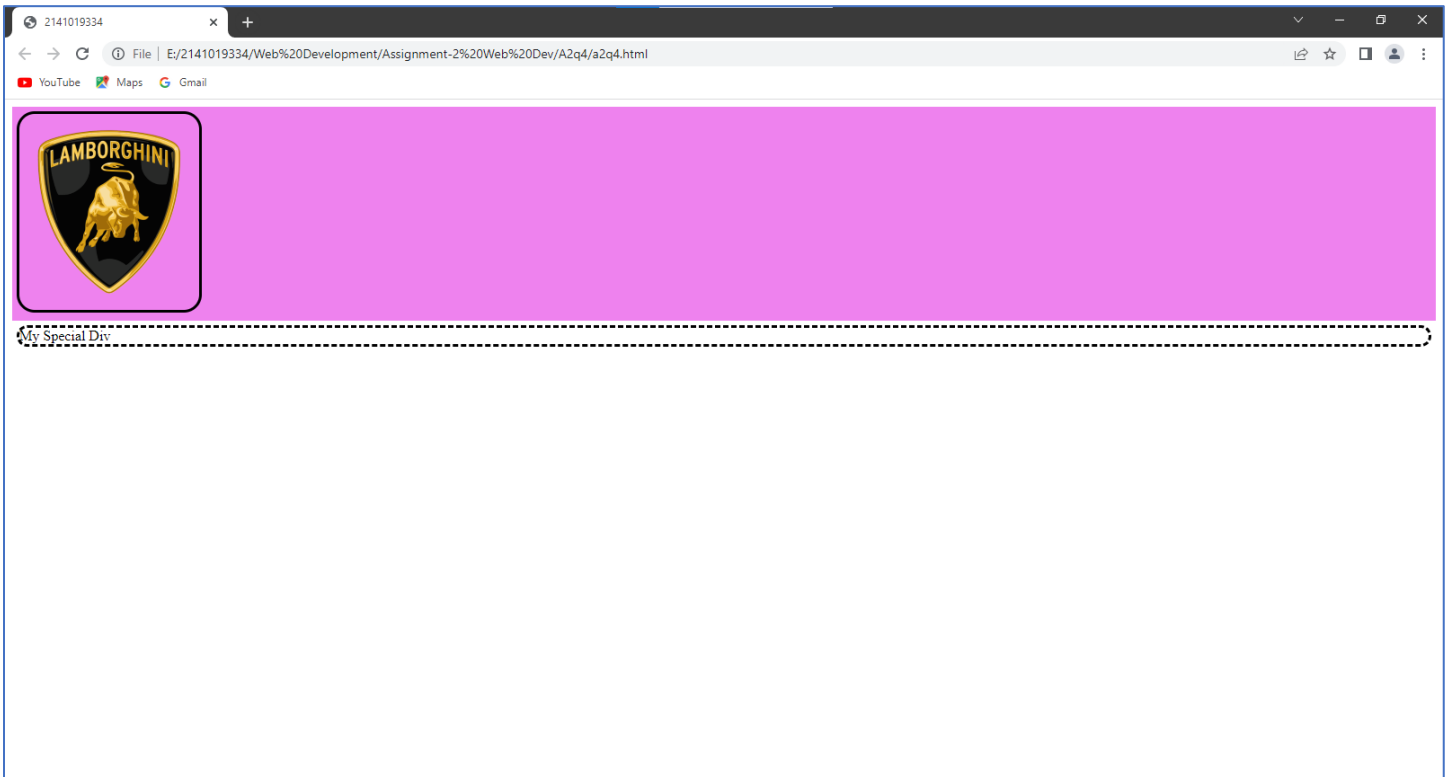 2141019334
File | E:/2141019334/Web%20Development/Assignment-2%20Web%20Dev/A2q4/a2q4.html
YouTube Maps Gmail
LAMBORGHINI
My Special Div